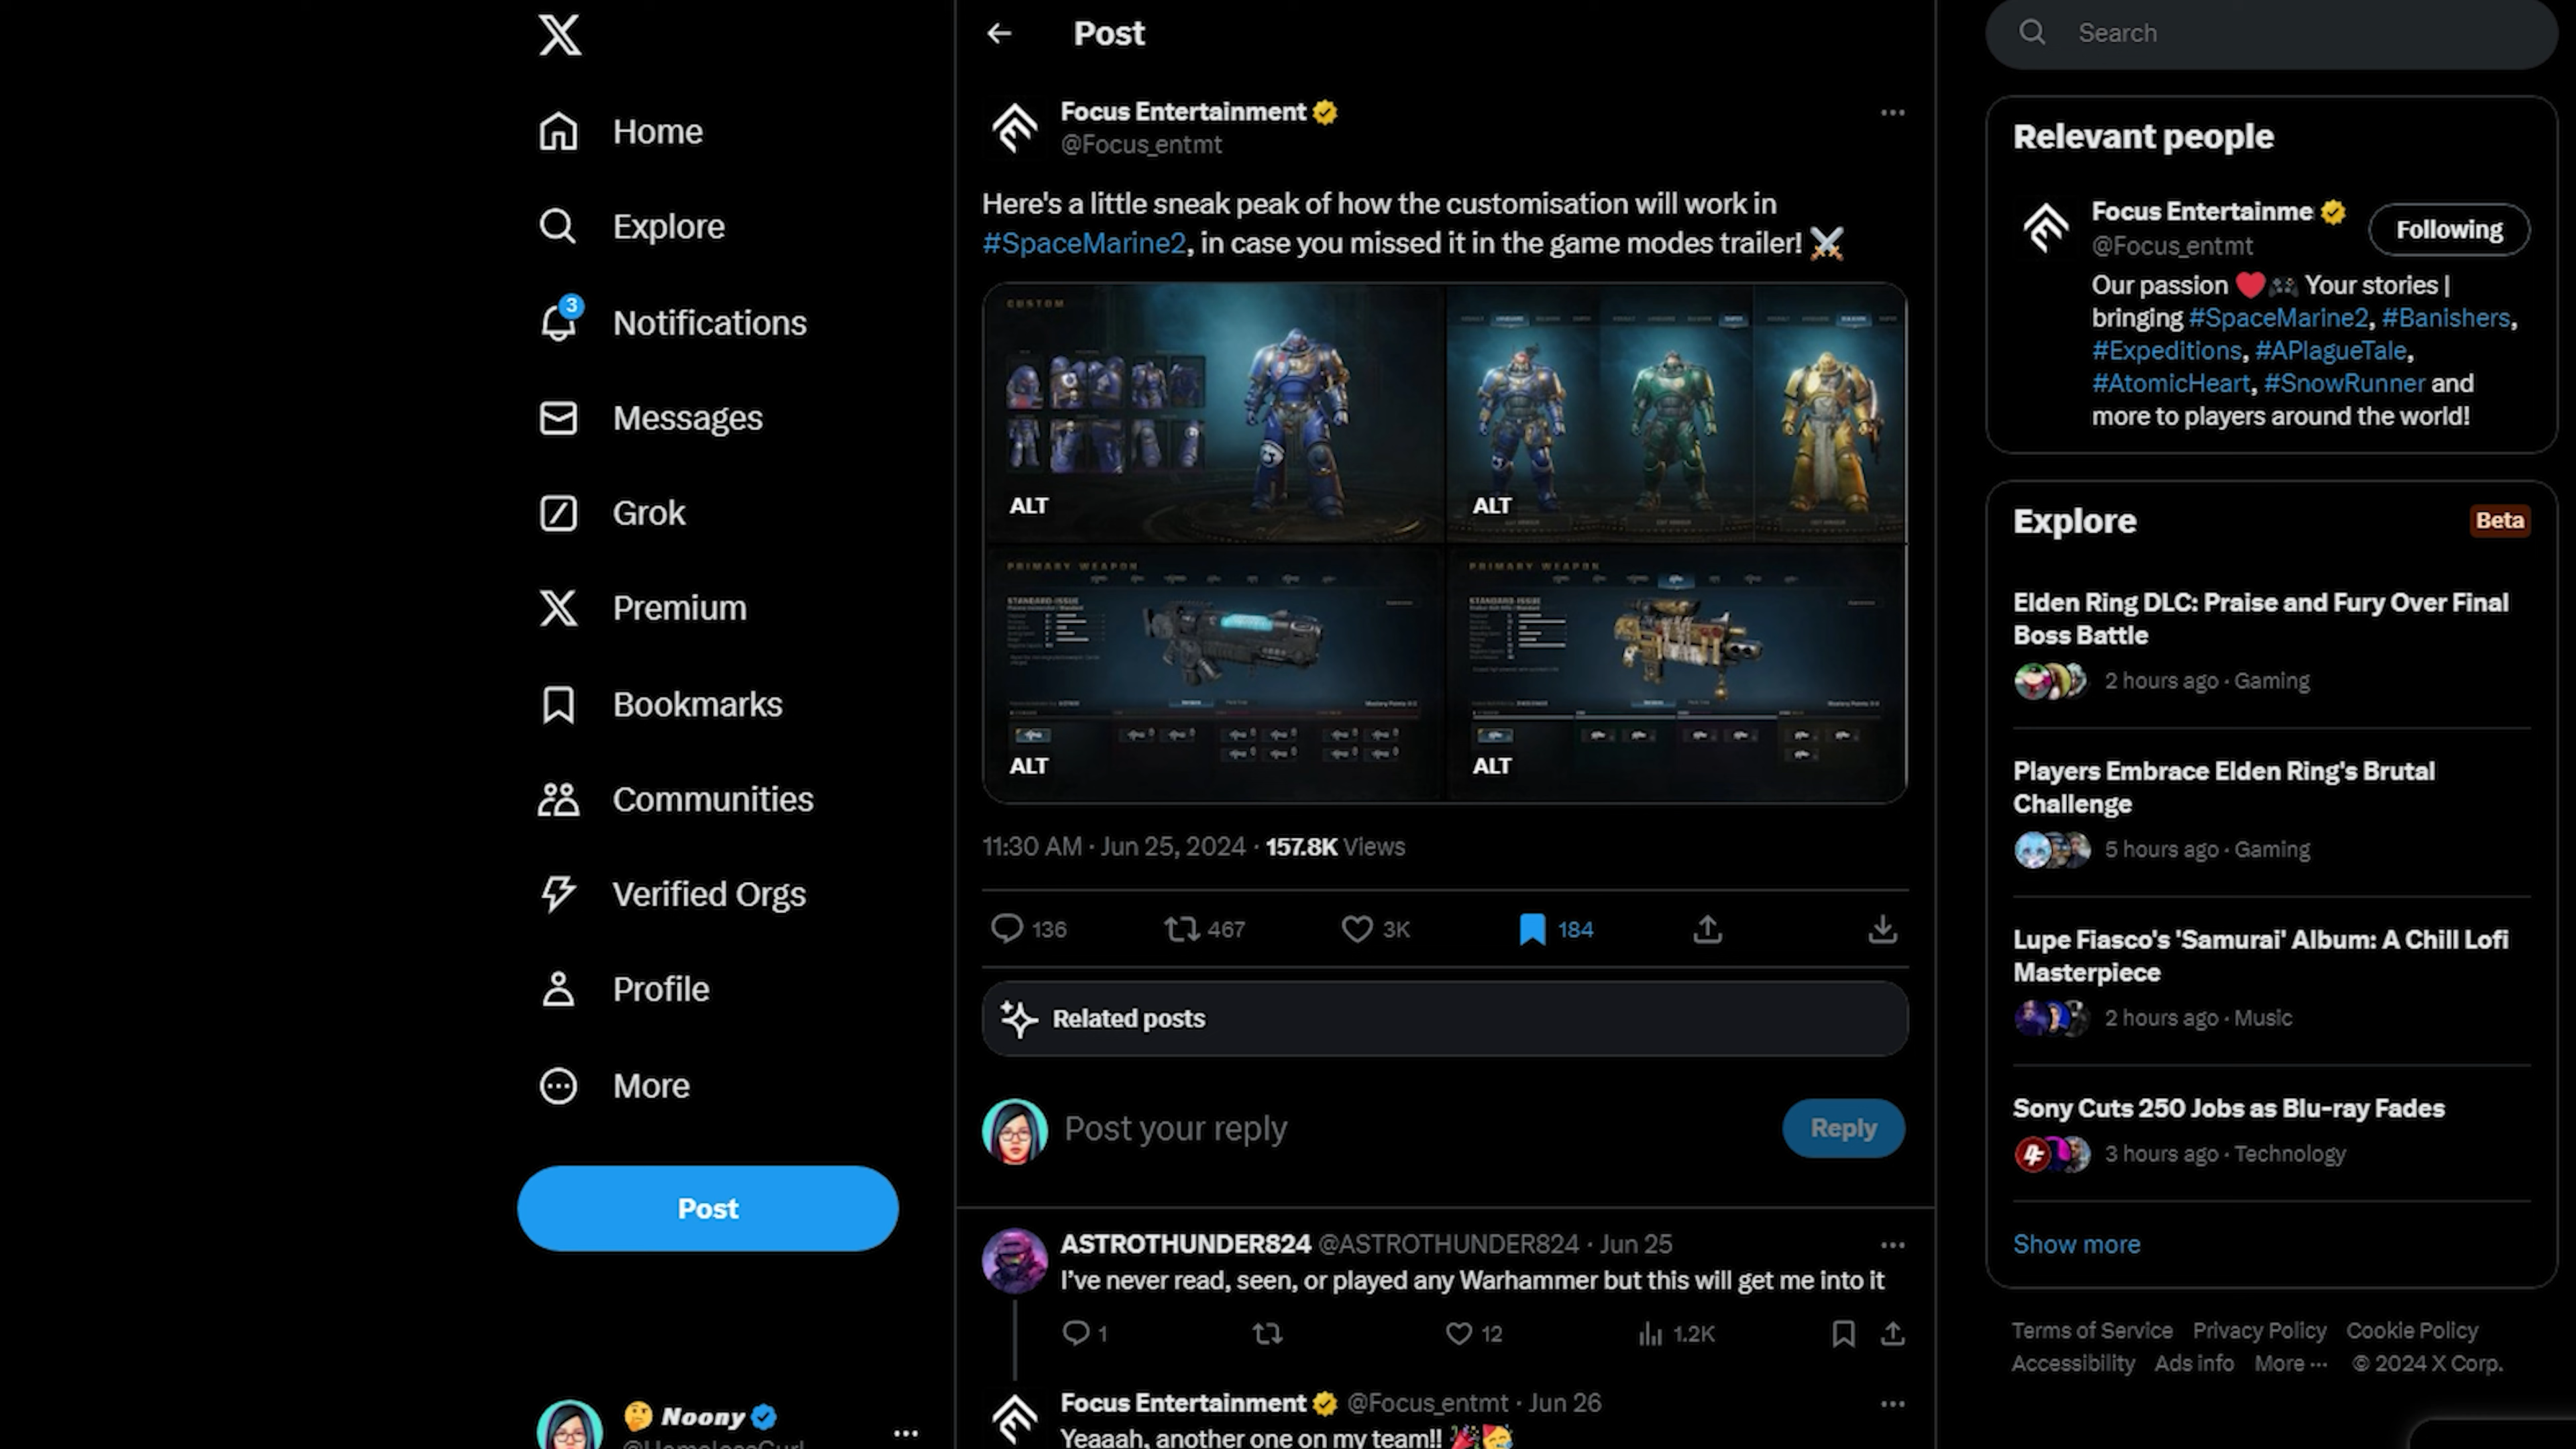 Home
Explore
3
Notifications
Messages
Grok
Premium
Bookmarks
Communities
Verified Orgs
Profile
More
Post
🤔 Noony
Post
Focus Entertainment
@Focus_entmt
Here's a little sneak peak of how the customisation will work in
#SpaceMarine2, in case you missed it in the game modes trailer! ⚔️
CUSTOM
ALT
ALT
PRIMARY WEAPON
STANDARD-ISSUE
ALT
PRIMARY WEAPON
STANDARD-ISSUE
ALT
11:30 AM · Jun 25, 2024 · 157.8K Views
136 467 3K 184
Related posts
Post your reply
Reply
ASTROTHUNDER824 @ASTROTHUNDER824 · Jun 25
I've never read, seen, or played any Warhammer but this will get me into it
1 12 1.2K
Focus Entertainment @Focus_entmt · Jun 26
Yeaaah, another one on my team!! 🎉🥳
Search
Relevant people
Focus Entertainme
Following
@Focus_entmt
Our passion ❤️🎮 Your stories |
bringing #SpaceMarine2, #Banishers,
#Expeditions, #APlagueTale,
#AtomicHeart, #SnowRunner and
more to players around the world!
Explore
Beta
Elden Ring DLC: Praise and Fury Over Final
Boss Battle
2 hours ago · Gaming
Players Embrace Elden Ring's Brutal
Challenge
5 hours ago · Gaming
Lupe Fiasco's 'Samurai' Album: A Chill Lofi
Masterpiece
2 hours ago · Music
Sony Cuts 250 Jobs as Blu-ray Fades
3 hours ago · Technology
Show more
Terms of Service Privacy Policy Cookie Policy
Accessibility Ads info More ··· © 2024 X Corp.